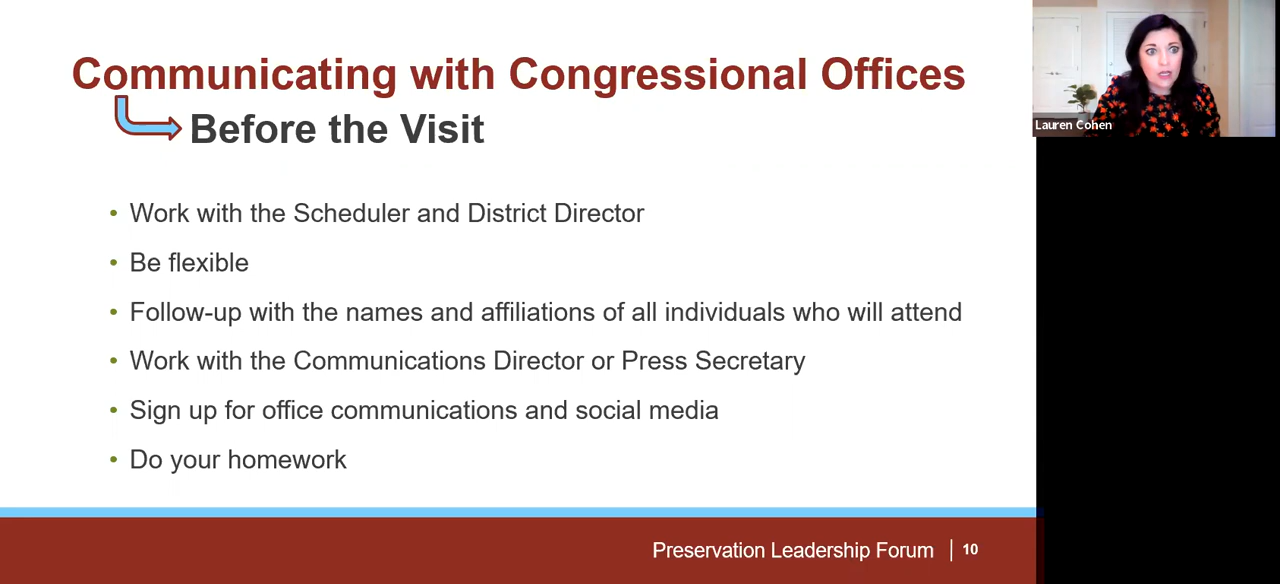 Communicating with Congressional Offices
Before the Visit
• Work with the Scheduler and District Director
• Be flexible
• Follow-up with the names and affiliations of all individuals who will attend
• Work with the Communications Director or Press Secretary
• Sign up for office communications and social media
• Do your homework
Preservation Leadership Forum | 10
Lauren Cohen